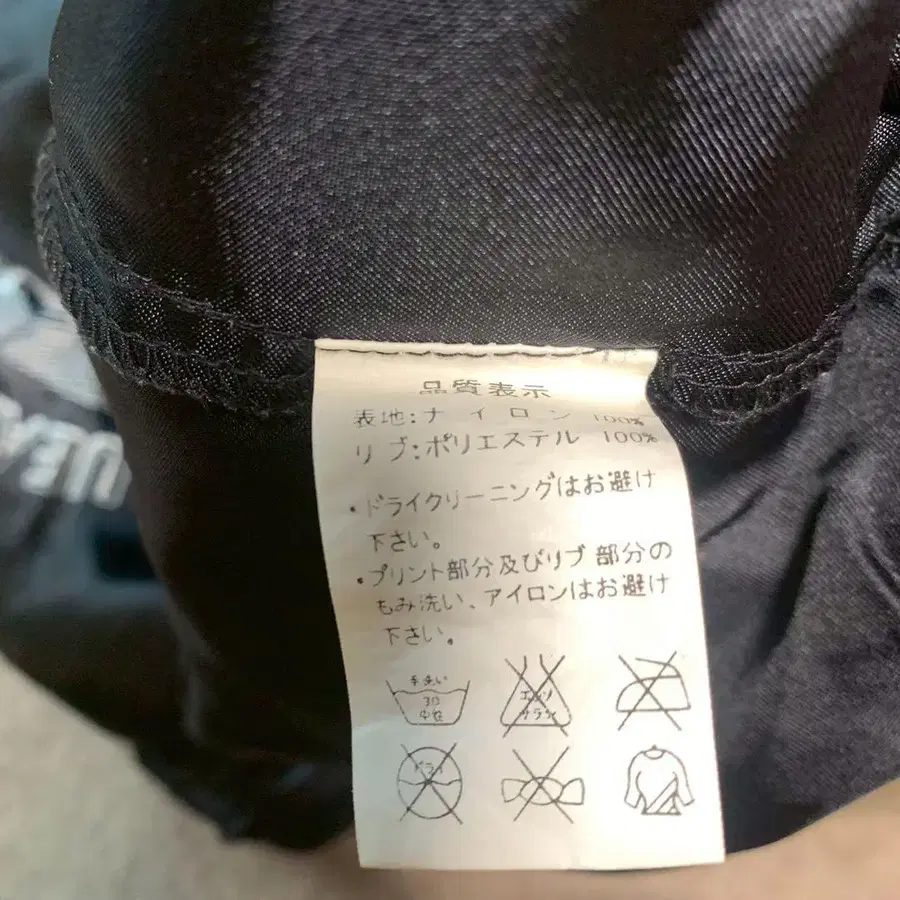 品質表示
表地:ナイロン 100%
リブ:ポリエステル 100%
・ドライクリーニングはお避け
下さい。
・プリント部分及びリブ部分の
もみ洗い、アイロンはお避け
下さい。
手洗い
30
中性
エンソ
サラシ
ドライ